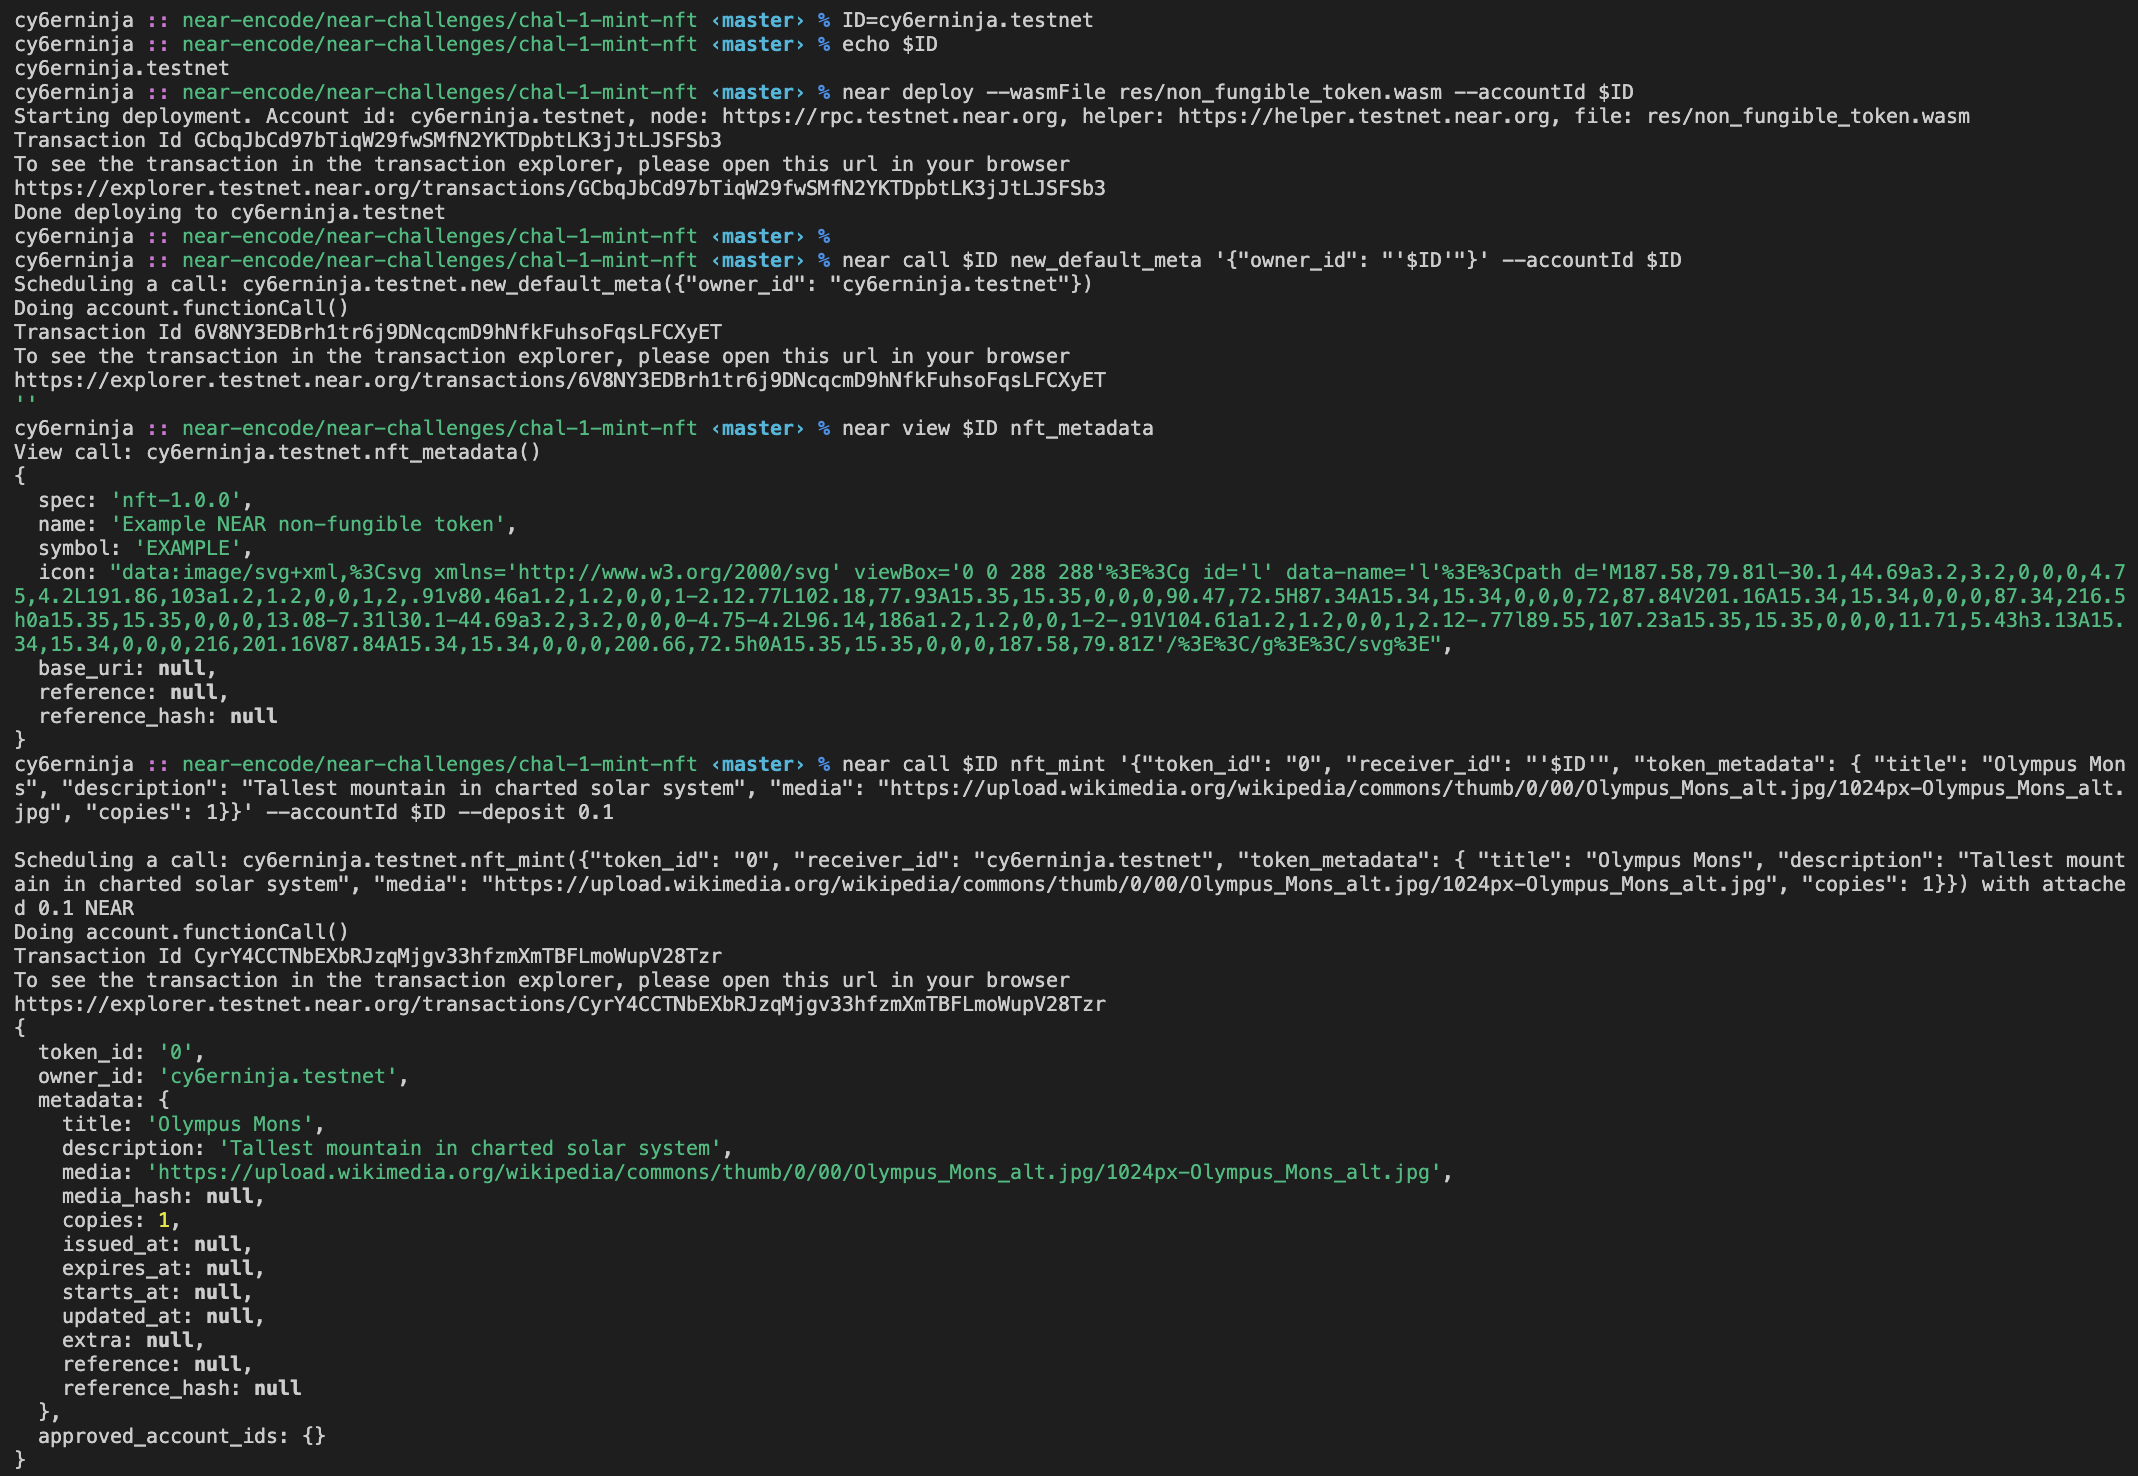 cy6erninja :: near-encode/near-challenges/chal-1-mint-nft ‹master› % ID=cy6erninja.testnet
cy6erninja :: near-encode/near-challenges/chal-1-mint-nft ‹master› % echo $ID
cy6erninja.testnet
cy6erninja :: near-encode/near-challenges/chal-1-mint-nft ‹master› % near deploy --wasmFile res/non_fungible_token.wasm --accountId $ID
Starting deployment. Account id: cy6erninja.testnet, node: https://rpc.testnet.near.org, helper: https://helper.testnet.near.org, file: res/non_fungible_token.wasm
Transaction Id GCbqJbCd97bTiqW29fwSMfN2YKTDpbtLK3jJtLJSFSb3
To see the transaction in the transaction explorer, please open this url in your browser
https://explorer.testnet.near.org/transactions/GCbqJbCd97bTiqW29fwSMfN2YKTDpbtLK3jJtLJSFSb3
Done deploying to cy6erninja.testnet
cy6erninja :: near-encode/near-challenges/chal-1-mint-nft ‹master› %
cy6erninja :: near-encode/near-challenges/chal-1-mint-nft ‹master› % near call $ID new_default_meta '{"owner_id": "'$ID'"}' --accountId $ID
Scheduling a call: cy6erninja.testnet.new_default_meta({"owner_id": "cy6erninja.testnet"})
Doing account.functionCall()
Transaction Id 6V8NY3EDBrh1tr6j9DNcqcmD9hNfkFuhsoFqsLFCXyET
To see the transaction in the transaction explorer, please open this url in your browser
https://explorer.testnet.near.org/transactions/6V8NY3EDBrh1tr6j9DNcqcmD9hNfkFuhsoFqsLFCXyET
''
cy6erninja :: near-encode/near-challenges/chal-1-mint-nft ‹master› % near view $ID nft_metadata
View call: cy6erninja.testnet.nft_metadata()
{
  spec: 'nft-1.0.0',
  name: 'Example NEAR non-fungible token',
  symbol: 'EXAMPLE',
  icon: "data:image/svg+xml,%3Csvg xmlns='http://www.w3.org/2000/svg' viewBox='0 0 288 288'%3E%3Cg id='l' data-name='l'%3E%3Cpath d='M187.58,79.81l-30.1,44.69a3.2,3.2,0,0,0,4.7
5,4.2L191.86,103a1.2,1.2,0,0,1,2,.91v80.46a1.2,1.2,0,0,1-2.12.77L102.18,77.93A15.35,15.35,0,0,0,90.47,72.5H87.34A15.34,15.34,0,0,0,72,87.84V201.16A15.34,15.34,0,0,0,87.34,216.5
h0a15.35,15.35,0,0,0,13.08-7.31l30.1-44.69a3.2,3.2,0,0,0-4.75-4.2L96.14,186a1.2,1.2,0,0,1-2-.91V104.61a1.2,1.2,0,0,1,2.12-.77l89.55,107.23a15.35,15.35,0,0,0,11.71,5.43h3.13A15.
34,15.34,0,0,0,216,201.16V87.84A15.34,15.34,0,0,0,200.66,72.5h0A15.35,15.35,0,0,0,187.58,79.81Z'/%3E%3C/g%3E%3C/svg%3E",
  base_uri: null,
  reference: null,
  reference_hash: null
}
cy6erninja :: near-encode/near-challenges/chal-1-mint-nft ‹master› % near call $ID nft_mint '{"token_id": "0", "receiver_id": "'$ID'", "token_metadata": { "title": "Olympus Mon
s", "description": "Tallest mountain in charted solar system", "media": "https://upload.wikimedia.org/wikipedia/commons/thumb/0/00/Olympus_Mons_alt.jpg/1024px-Olympus_Mons_alt.
jpg", "copies": 1}}' --accountId $ID --deposit 0.1
Scheduling a call: cy6erninja.testnet.nft_mint({"token_id": "0", "receiver_id": "cy6erninja.testnet", "token_metadata": { "title": "Olympus Mons", "description": "Tallest mount
ain in charted solar system", "media": "https://upload.wikimedia.org/wikipedia/commons/thumb/0/00/Olympus_Mons_alt.jpg/1024px-Olympus_Mons_alt.jpg", "copies": 1}}) with attache
d 0.1 NEAR
Doing account.functionCall()
Transaction Id CyrY4CCTNbEXbRJzqMjgv33hfzmXmTBFLmoWupV28Tzr
To see the transaction in the transaction explorer, please open this url in your browser
https://explorer.testnet.near.org/transactions/CyrY4CCTNbEXbRJzqMjgv33hfzmXmTBFLmoWupV28Tzr
{
  token_id: '0',
  owner_id: 'cy6erninja.testnet',
  metadata: {
    title: 'Olympus Mons',
    description: 'Tallest mountain in charted solar system',
    media: 'https://upload.wikimedia.org/wikipedia/commons/thumb/0/00/Olympus_Mons_alt.jpg/1024px-Olympus_Mons_alt.jpg',
    media_hash: null,
    copies: 1,
    issued_at: null,
    expires_at: null,
    starts_at: null,
    updated_at: null,
    extra: null,
    reference: null,
    reference_hash: null
  },
  approved_account_ids: {}
}